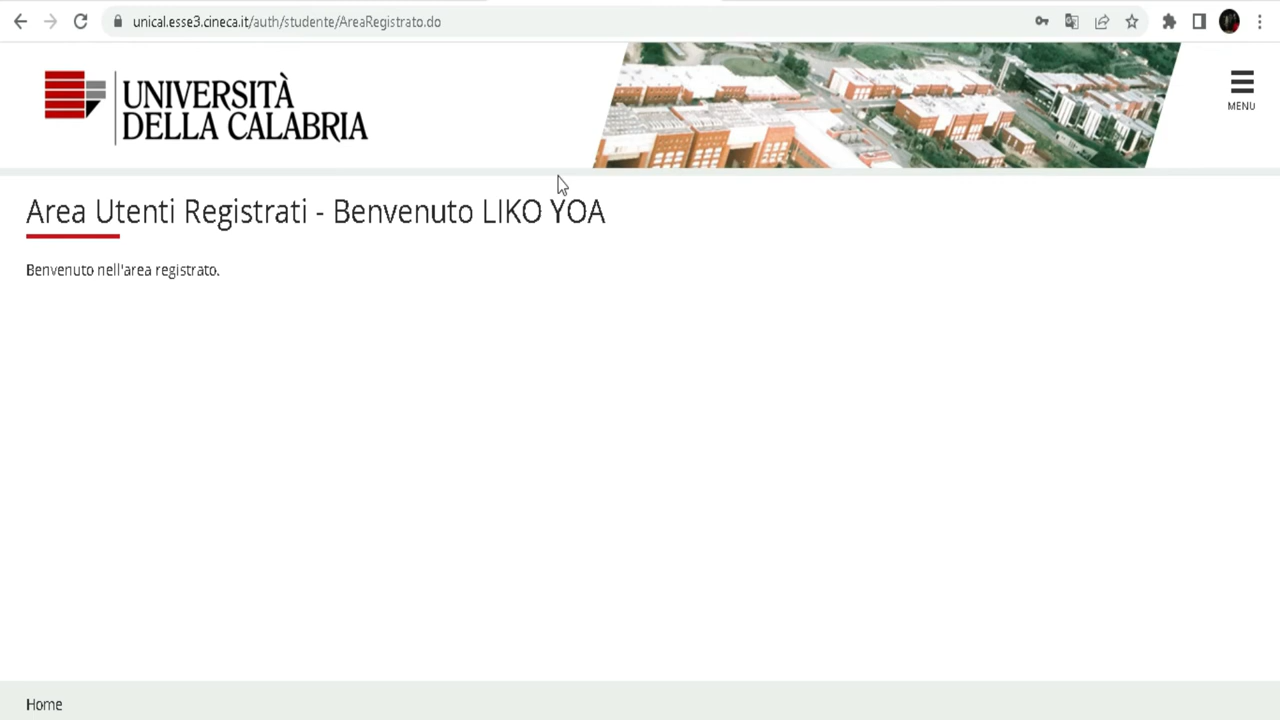 unical.esse3.cineca.it/auth/studente/AreaRegistrato.do
UNIVERSITÀ
DELLA CALABRIA
MENU
Area Utenti Registrati - Benvenuto LIKO YOA
Benvenuto nell'area registrato.
Home